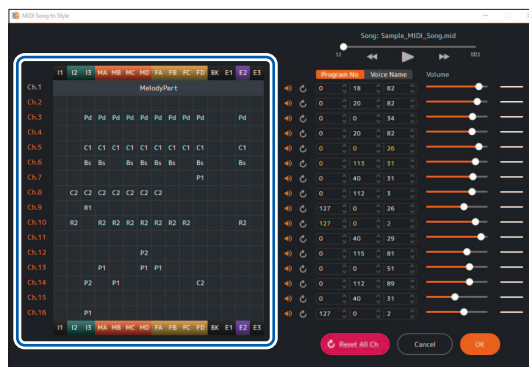 MIDI Song to Style
Song: Sample_MIDI_Song.mid
1:1
Program No Voice Name Volume
I1 I2 I3 MA MB MC MD FA FB FC FD BK E1 E2 E3
Ch.1 MelodyPart 0 18 82
Ch.2 0 20 82
Ch.3 Pd Pd Pd Pd Pd Pd Pd Pd Pd Pd 0 0 34
Ch.4 0 20 82
Ch.5 C1 C1 C1 C1 C1 C1 C1 C1 C1 C1 0 0 26
Ch.6 Bs Bs Bs Bs Bs Bs Bs 0 113 31
Ch.7 P1 0 40 31
Ch.8 C2 C2 C2 C2 C2 C2 C2 0 112 3
Ch.9 R1 127 0 26
Ch.10 R2 R2 R2 R2 R2 R2 R2 R2 127 0 2
Ch.11 0 40 29
Ch.12 P2 0 115 81
Ch.13 P1 P1 P1 0 0 51
Ch.14 P2 P1 C2 0 112 89
Ch.15 0 40 31
Ch.16 P1 127 0 2
I1 I2 I3 MA MB MC MD FA FB FC FD BK E1 E2 E3
Reset All Ch Cancel OK